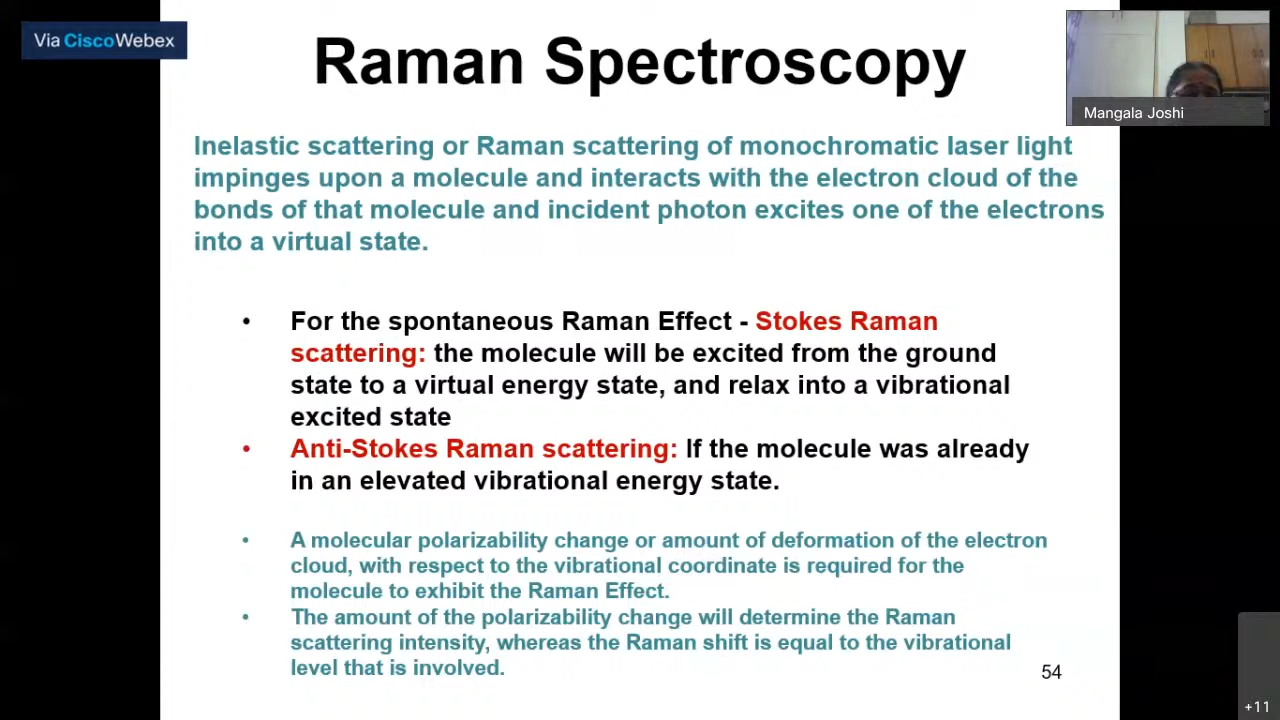 Via CiscoWebex
Raman Spectroscopy
Mangala Joshi
Inelastic scattering or Raman scattering of monochromatic laser light
impinges upon a molecule and interacts with the electron cloud of the
bonds of that molecule and incident photon excites one of the electrons
into a virtual state.
• For the spontaneous Raman Effect - Stokes Raman
scattering: the molecule will be excited from the ground
state to a virtual energy state, and relax into a vibrational
excited state
• Anti-Stokes Raman scattering: If the molecule was already
in an elevated vibrational energy state.
• A molecular polarizability change or amount of deformation of the electron
cloud, with respect to the vibrational coordinate is required for the
molecule to exhibit the Raman Effect.
• The amount of the polarizability change will determine the Raman
scattering intensity, whereas the Raman shift is equal to the vibrational
level that is involved.
54
+11